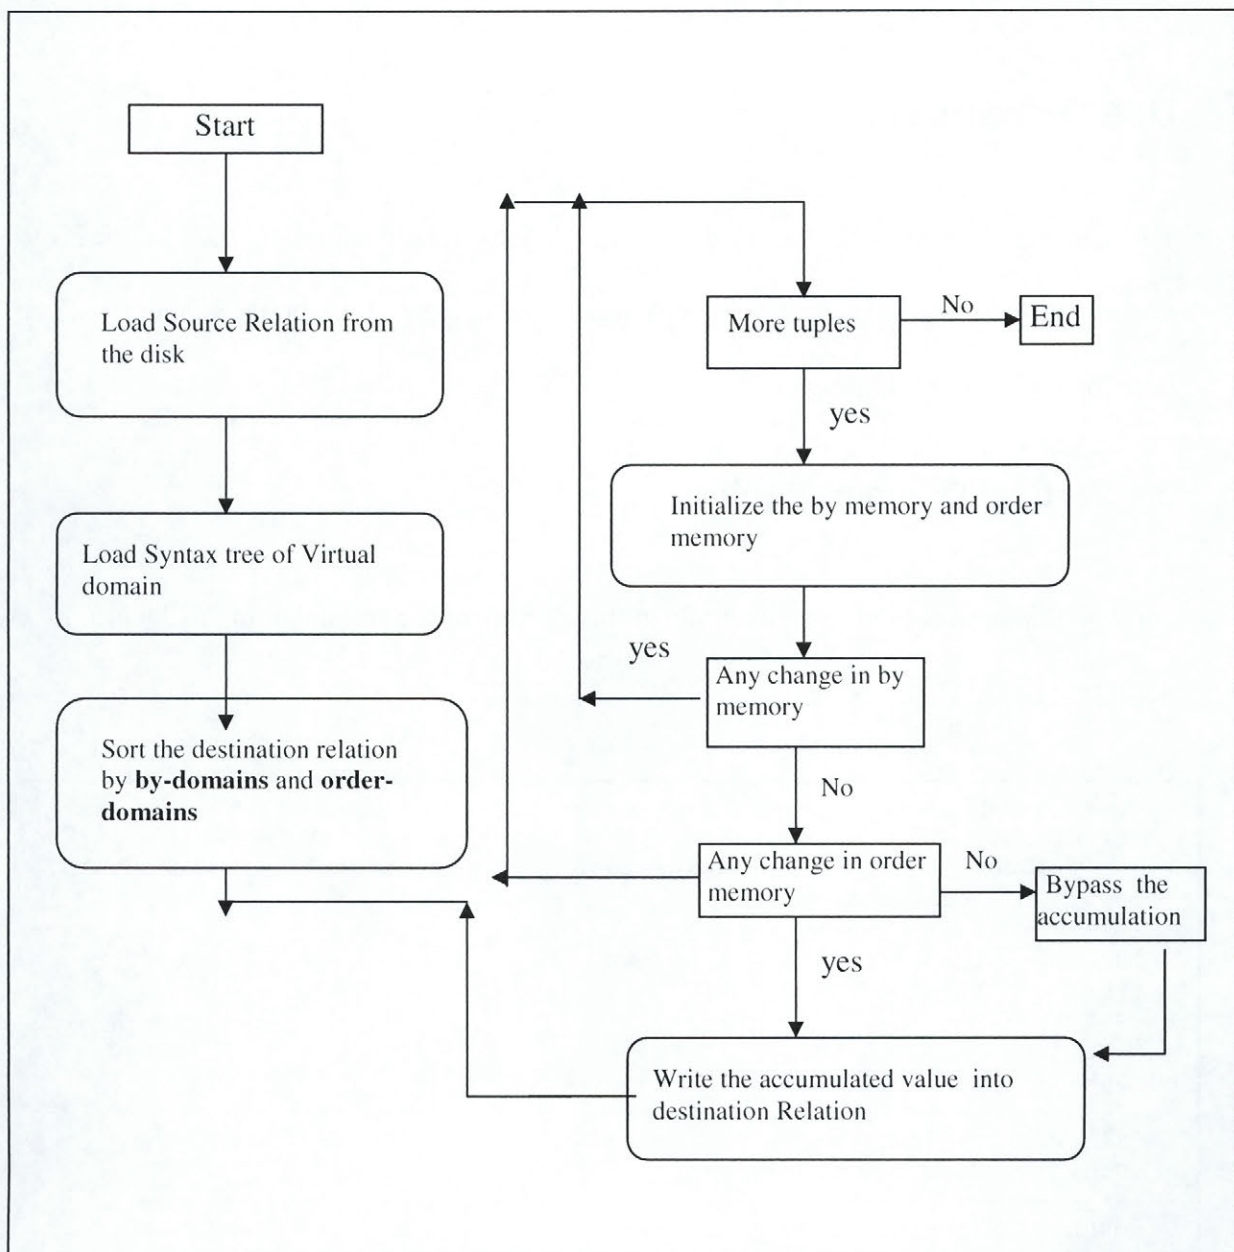 Start
Load Source Relation from
the disk
Load Syntax tree of Virtual
domain
Sort the destination relation
by by-domains and order-
domains
More tuples
No
End
yes
Initialize the by memory and order
memory
yes
Any change in by
memory
No
Any change in order
memory
No
Bypass the
accumulation
yes
Write the accumulated value into
destination Relation